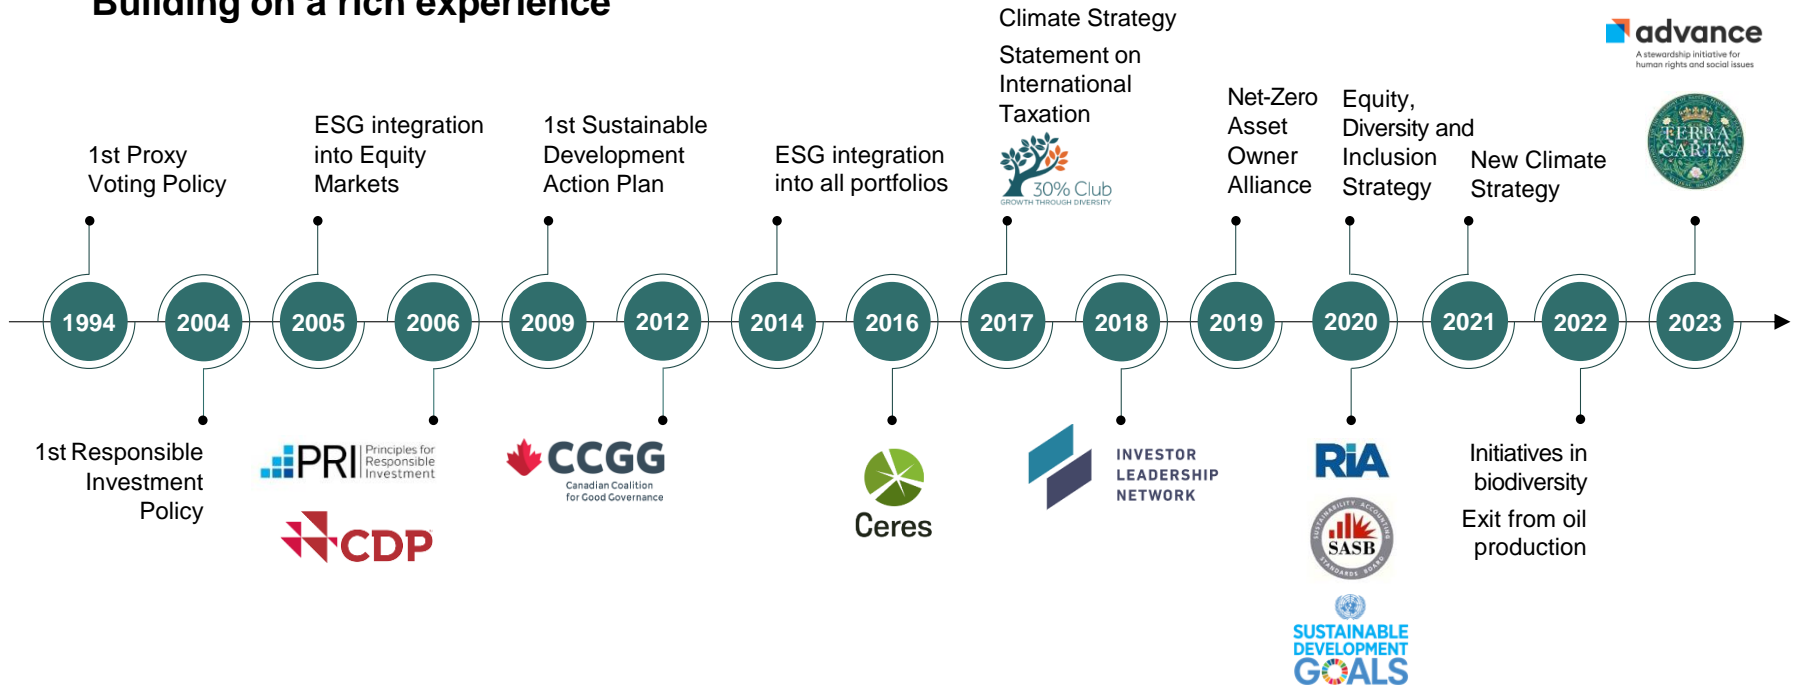 Building on a rich experience
1st Proxy
Voting Policy
ESG integration
into Equity
Markets
1st Sustainable
Development
Action Plan
ESG integration
into all portfolios
Climate Strategy
Statement on
International
Taxation
30% Club
GROWTH THROUGH DIVERSITY
Net-Zero
Asset
Owner
Alliance
Equity,
Diversity and
Inclusion
Strategy
New Climate
Strategy
advance
A stewardship initiative for
human rights and social issues
TERRA
CARTA
1994
2004
2005
2006
2009
2012
2014
2016
2017
2018
2019
2020
2021
2022
2023
1st Responsible
Investment
Policy
PRI
Principles for
Responsible
Investment
CDP
CCGG
Canadian Coalition
for Good Governance
Ceres
INVESTOR
LEADERSHIP
NETWORK
RiA
SUSTAINABILITY ACCOUNTING
SASB
STANDARDS BOARD
SUSTAINABLE
DEVELOPMENT
GOALS
Initiatives in
biodiversity
Exit from oil
production